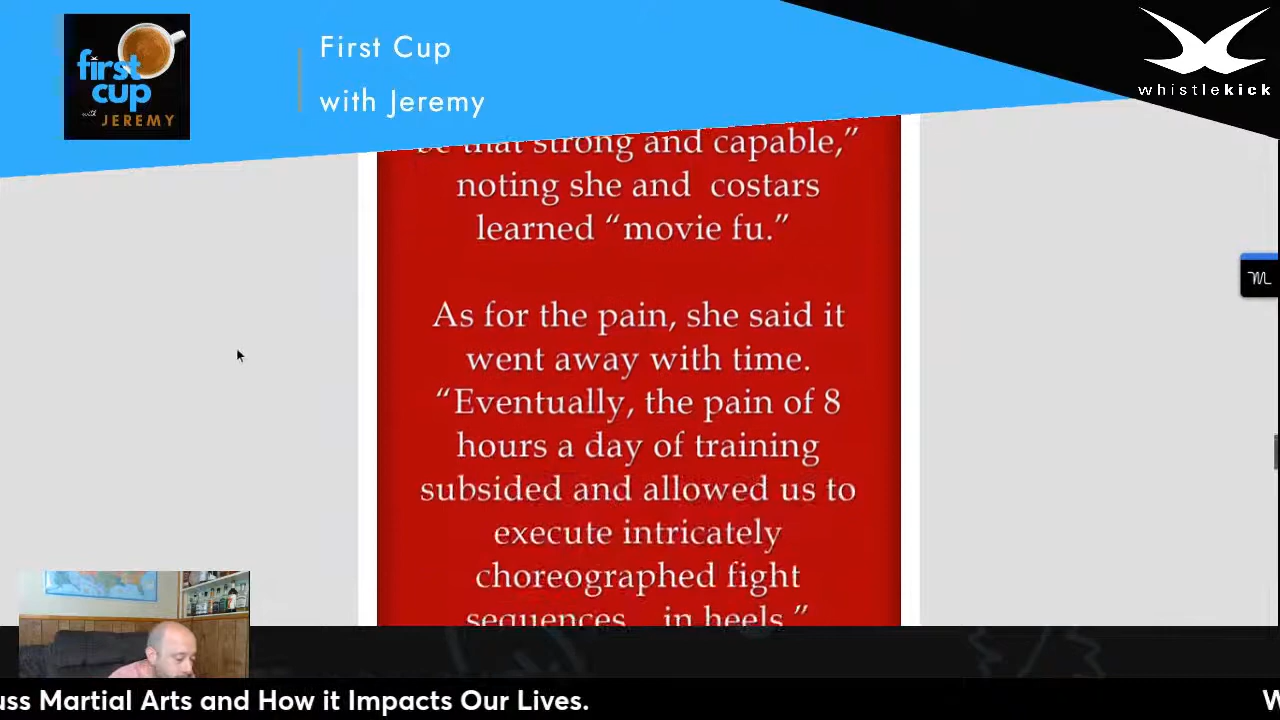 first
cup
with
JEREMY
First Cup
with Jeremy
whistlekick
be that strong and capable,”
noting she and costars
learned “movie fu.”
As for the pain, she said it
went away with time.
“Eventually, the pain of 8
hours a day of training
subsided and allowed us to
execute intricately
choreographed fight
sequences... in heels.”
uss Martial Arts and How it Impacts Our Lives.
W